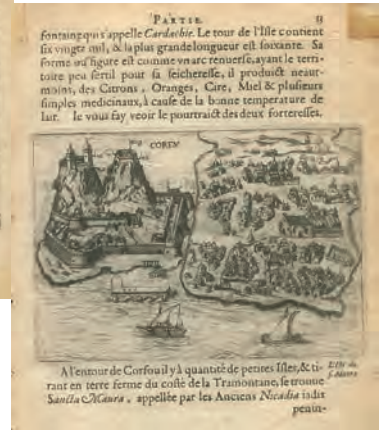 PARTIE. 13
fontaine qui s'appelle Cardachie. Le tour de l'Isle contient
six vingtz mil, & la plus grande longueur est soixante. Sa
forme ou figure est comme vn arc renuersé, ayant le terri-
toire peu fertil pour sa seicheresse, il produict neant-
moins, des Citrons, Oranges, Cire, Miel & plusieurs
simples medicinaux, à cause de la bonne temperature de
l'air. Ie vous fay veoir le pourtraict des deux forteresses.
CORFV
A l'entour de Corfou il y à quantité de petites Isles, & ti-
rant en terre ferme du costé de la Tramontane, se trouue
Sancta Maura, appellée par les Anciens Nicadia iadis
penin-